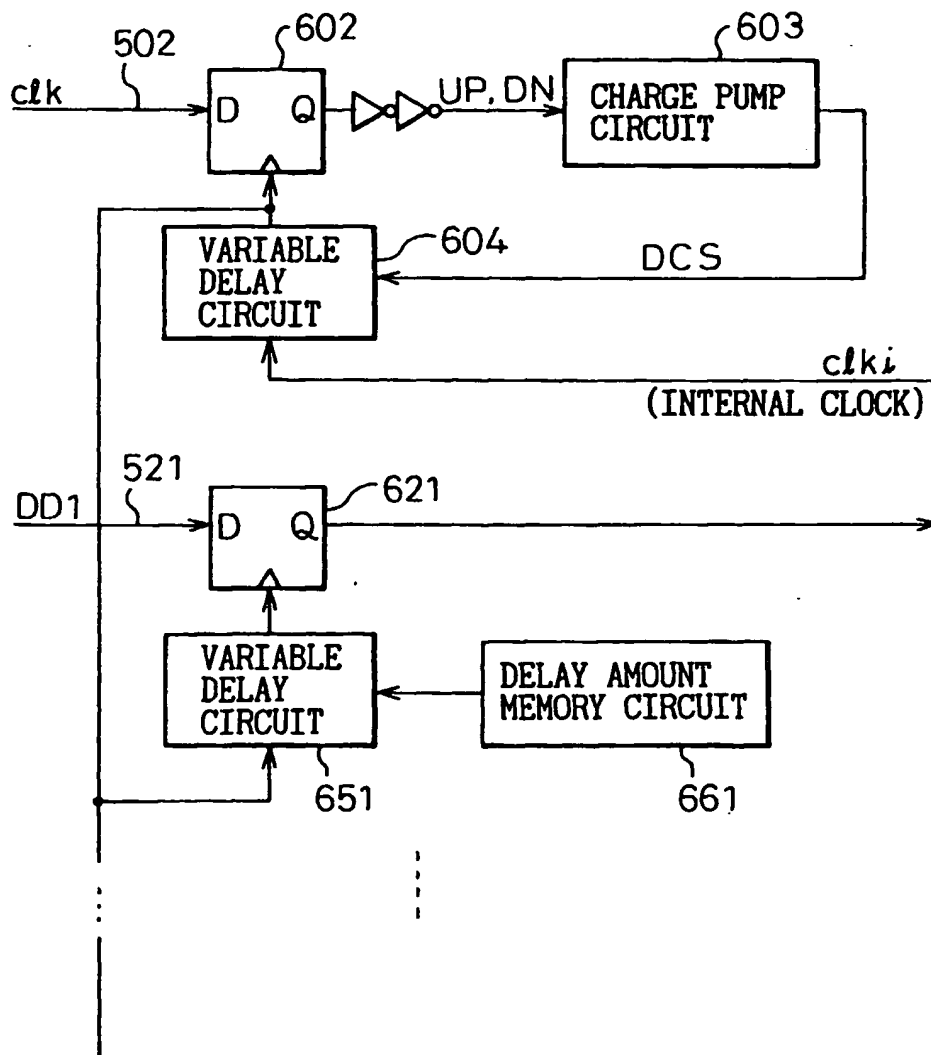 602
603
502
clk
D Q
UP, DN
CHARGE PUMP
CIRCUIT
604
VARIABLE
DELAY
CIRCUIT
DCS
clki
(INTERNAL CLOCK)
521
621
DD1
D Q
VARIABLE
DELAY
CIRCUIT
DELAY AMOUNT
MEMORY CIRCUIT
651
661